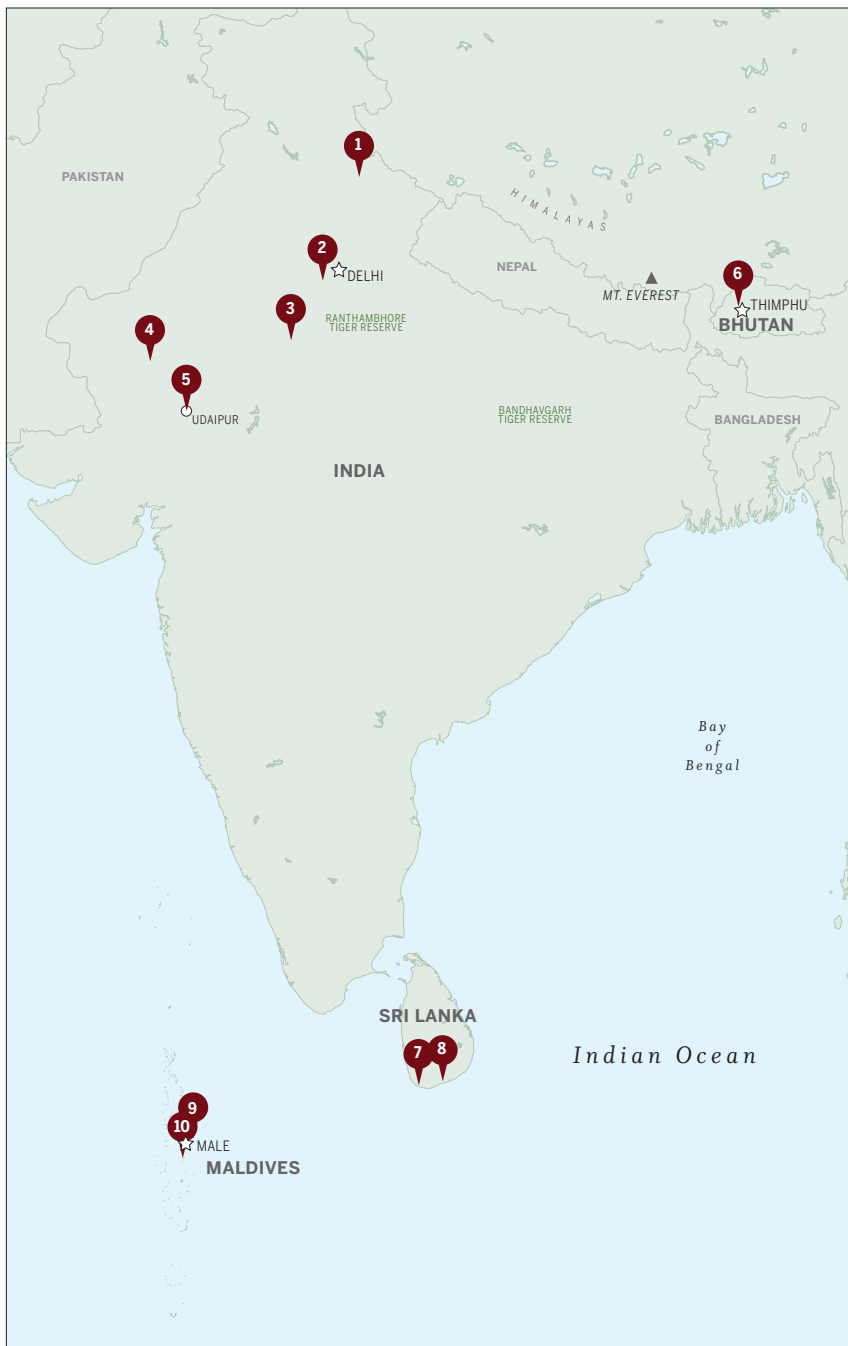 1
PAKISTAN
HIMALAYAS
2
DELHI
NEPAL
MT. EVEREST
6
THIMPHU
BHUTAN
3
RANTHAMBHORE
TIGER RESERVE
4
5
UDAIPUR
BANDHAVGARH
TIGER RESERVE
BANGLADESH
INDIA
Bay
of
Bengal
SRI LANKA
7
8
Indian Ocean
9
10
MALE
MALDIVES